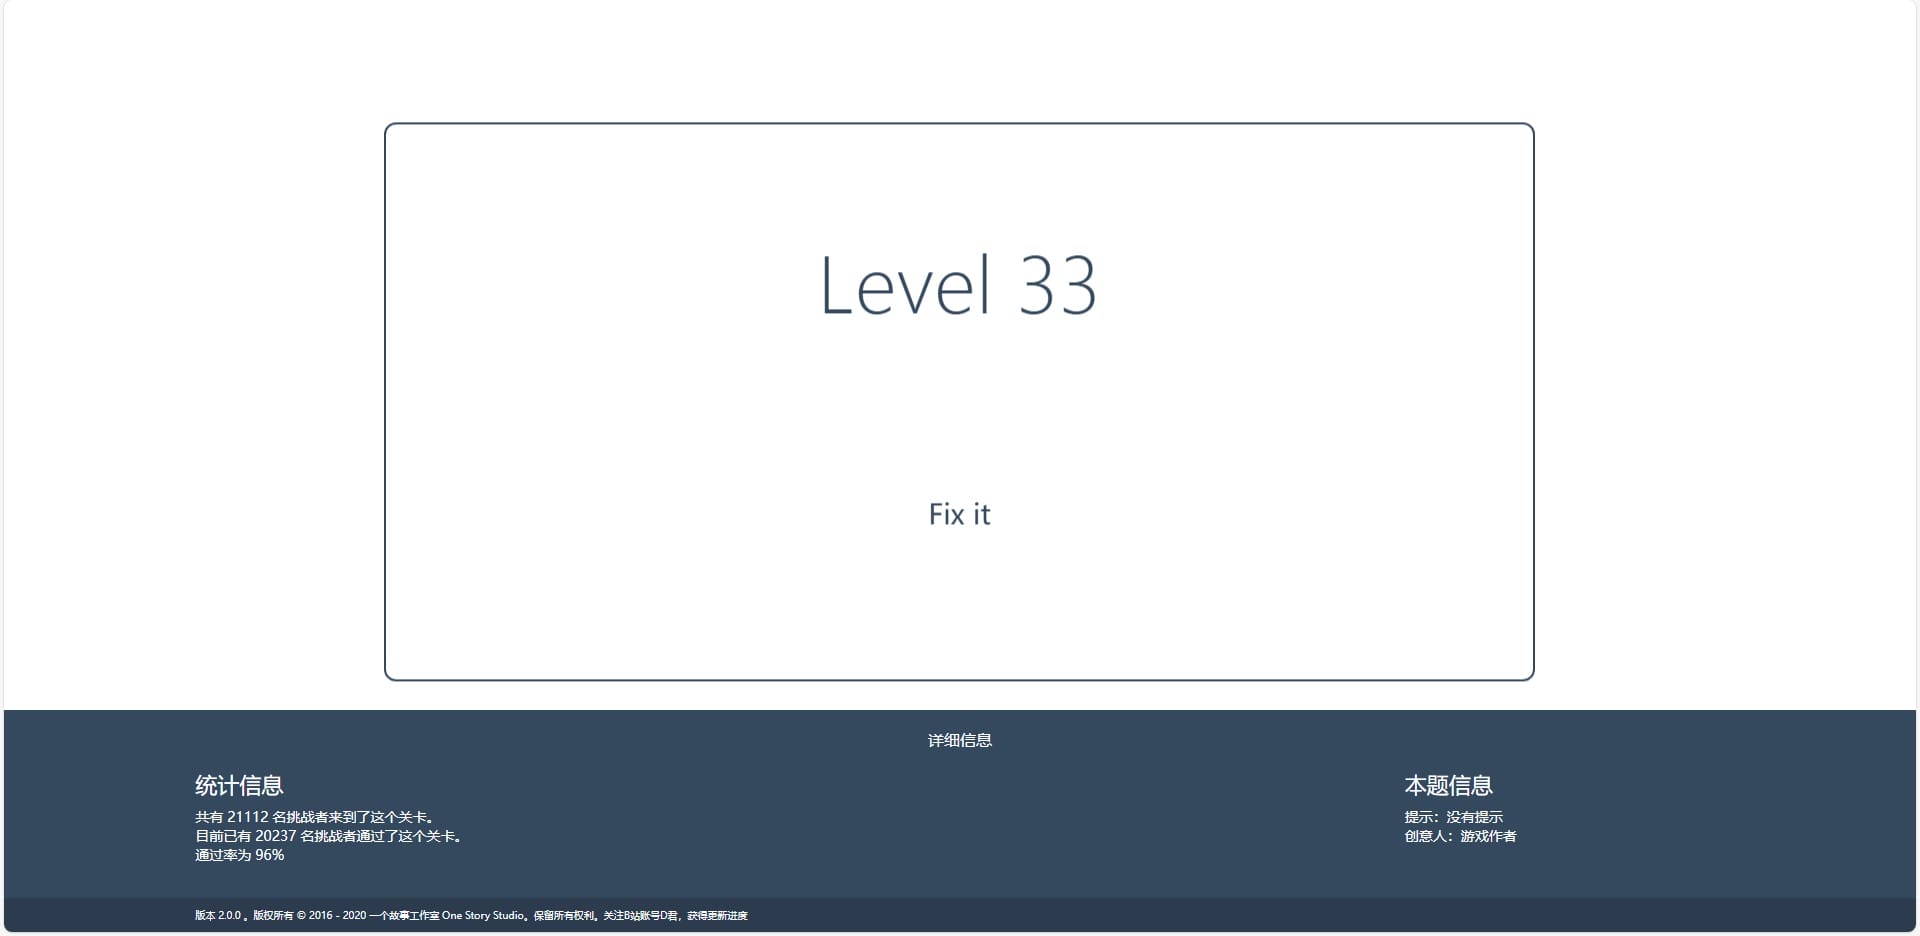 Level 33
Fix it
详细信息
统计信息
共有 21112 名挑战者来到了这个关卡。
目前已有 20237 名挑战者通过了这个关卡。
通过率为 96%
本题信息
提示：没有提示
创意人：游戏作者
版本 2.0.0 。版权所有 © 2016 - 2020 一个故事工作室 One Story Studio。保留所有权利。关注B站账号D君，获得更新进度